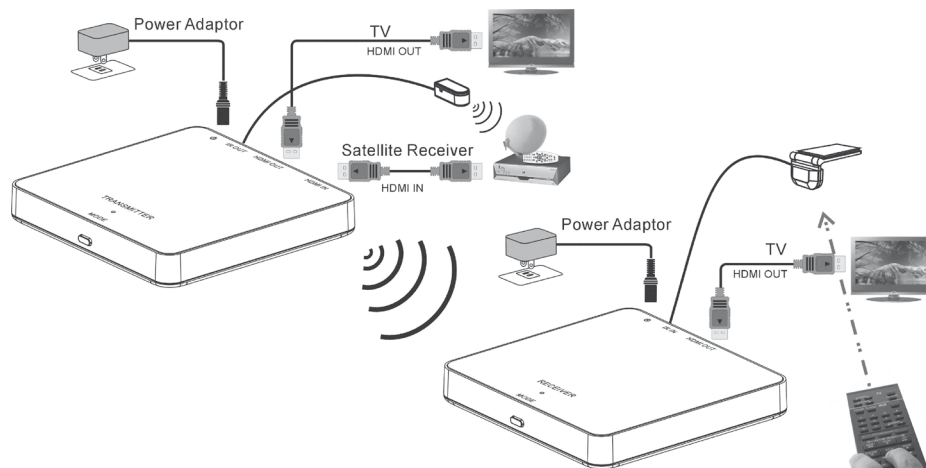 Power Adaptor
TV
HDMI OUT
IR OUT
HDMI OUT
HDMI IN
Satellite Receiver
HDMI IN
TRANSMITTER
MODE
Power Adaptor
TV
HDMI OUT
IR IN
HDMI OUT
RECEIVER
MODE